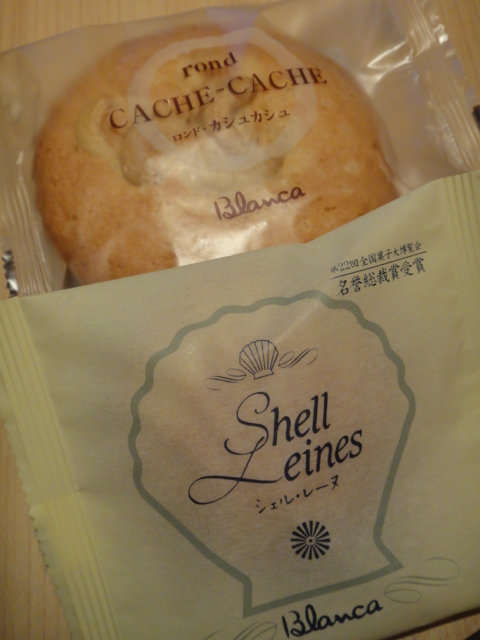 rond
CACHE-CACHE
ロンド・カシュカシュ
Blanca
第22回全国菓子大博覧会
名誉総裁賞受賞
Shell
Leines
シェル・レーヌ
Blanca